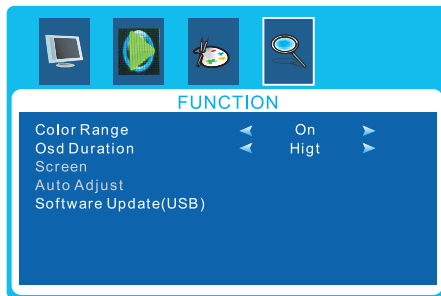 FUNCTION
Color Range On
Osd Duration Higt
Screen
Auto Adjust
Software Update(USB)